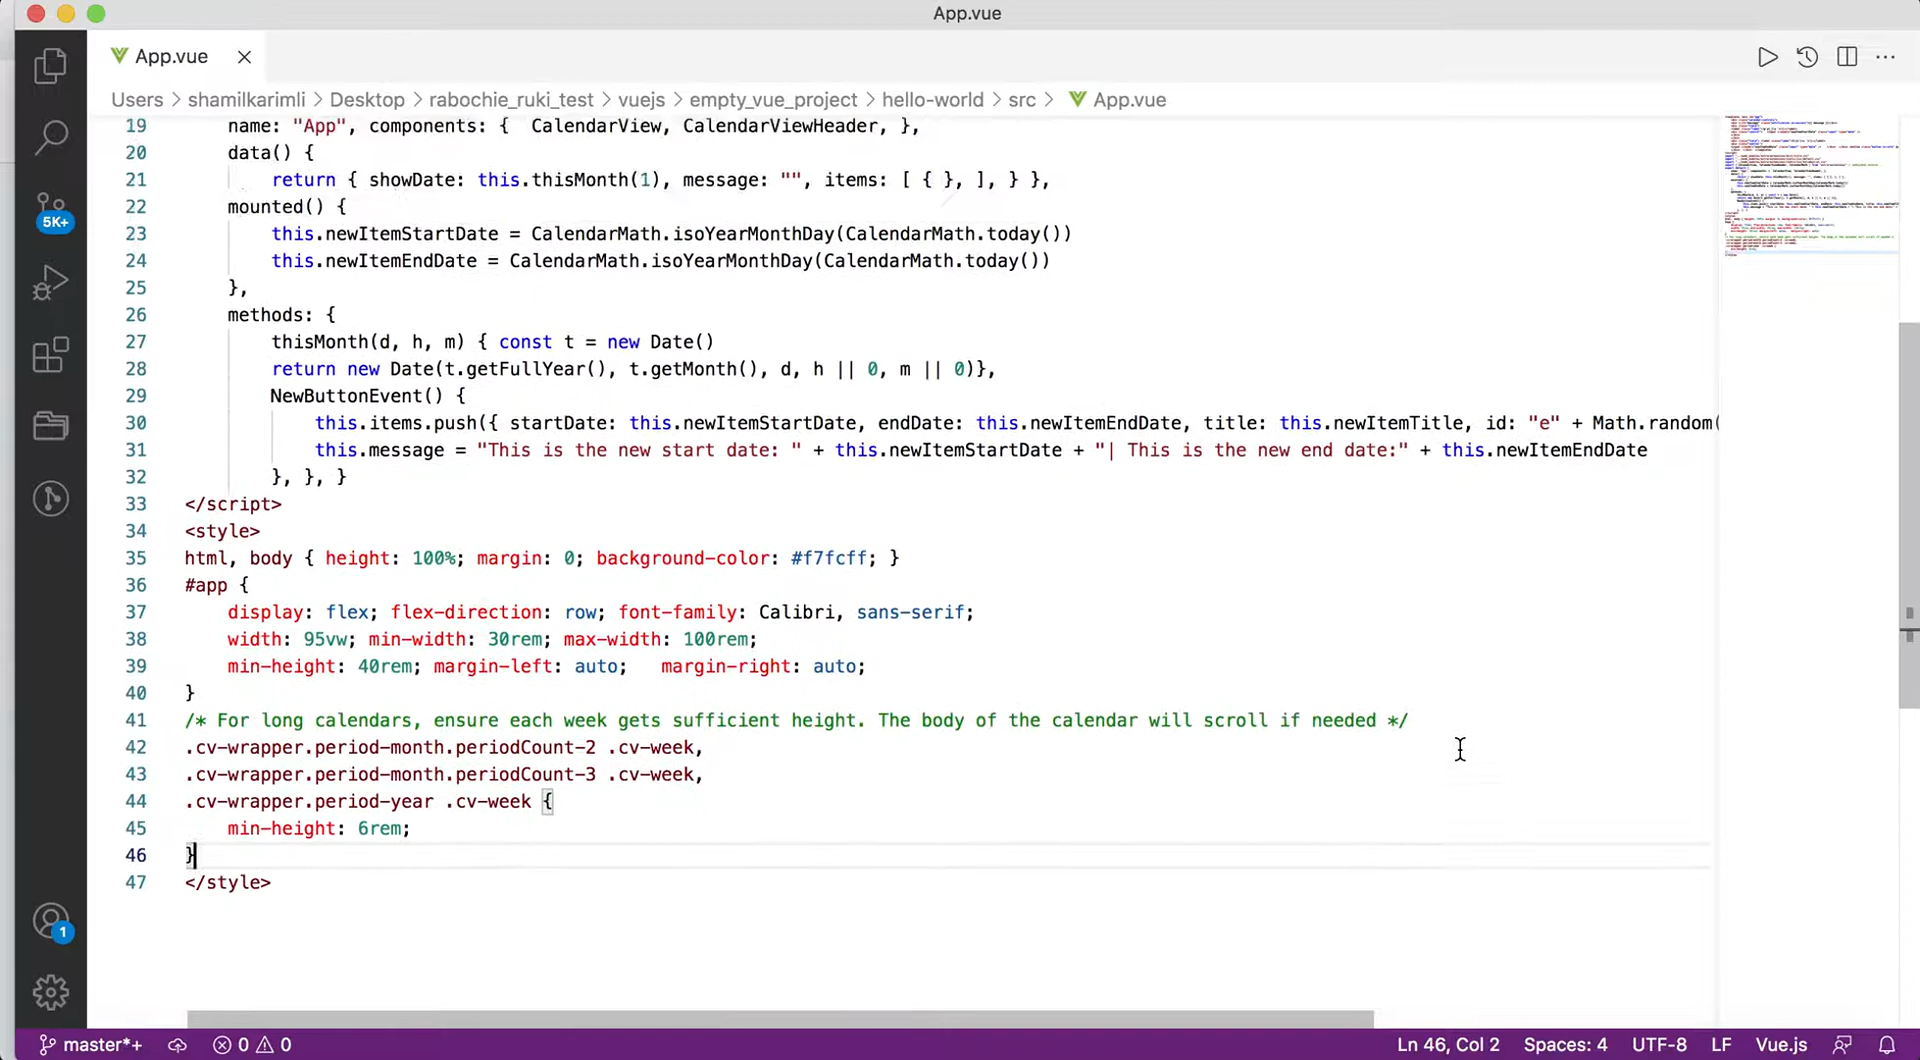 App.vue
App.vue
Users > shamilkarimli > Desktop > rabochie_ruki_test > vuejs > empty_vue_project > hello-world > src > App.vue
19 name: "App", components: {  CalendarView, CalendarViewHeader, },
20 data() {
21 return { showDate: this.thisMonth(1), message: "", items: [ { }, ], } },
22 mounted() {
23 this.newItemStartDate = CalendarMath.isoYearMonthDay(CalendarMath.today())
24 this.newItemEndDate = CalendarMath.isoYearMonthDay(CalendarMath.today())
25 },
26 methods: {
27 thisMonth(d, h, m) { const t = new Date()
28 return new Date(t.getFullYear(), t.getMonth(), d, h || 0, m || 0)},
29 NewButtonEvent() {
30 this.items.push({ startDate: this.newItemStartDate, endDate: this.newItemEndDate, title: this.newItemTitle, id: "e" + Math.random(
31 this.message = "This is the new start date: " + this.newItemStartDate + "| This is the new end date:" + this.newItemEndDate
32 }, }, }
33 </script>
34 <style>
35 html, body { height: 100%; margin: 0; background-color: #f7fcff; }
36 #app {
37 display: flex; flex-direction: row; font-family: Calibri, sans-serif;
38 width: 95vw; min-width: 30rem; max-width: 100rem;
39 min-height: 40rem; margin-left: auto;   margin-right: auto;
40 }
41 /* For long calendars, ensure each week gets sufficient height. The body of the calendar will scroll if needed */
42 .cv-wrapper.period-month.periodCount-2 .cv-week,
43 .cv-wrapper.period-month.periodCount-3 .cv-week,
44 .cv-wrapper.period-year .cv-week {
45 min-height: 6rem;
46 }
47 </style>
5K+
1
master*+ 0 0 Ln 46, Col 2 Spaces: 4 UTF-8 LF Vue.js